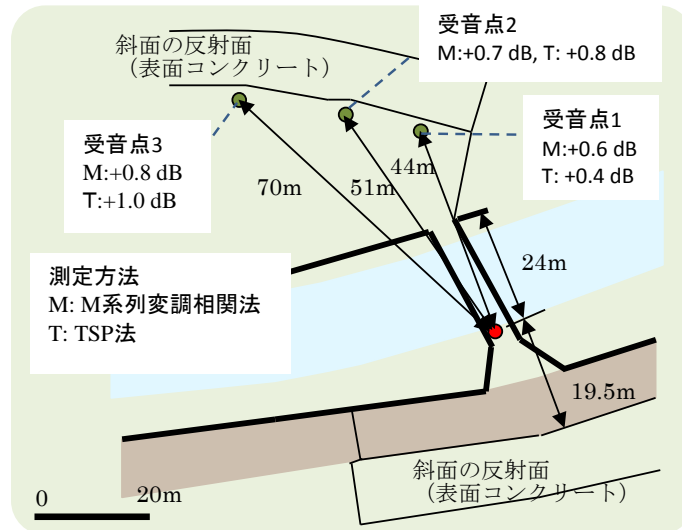 斜面の反射面
（表面コンクリート）
受音点2
M:+0.7 dB, T: +0.8 dB
受音点1
M:+0.6 dB
T: +0.4 dB
受音点3
M:+0.8 dB
T:+1.0 dB
44m
51m
70m
24m
測定方法
M: M系列変調相関法
T: TSP法
19.5m
斜面の反射面
（表面コンクリート）
0
20m